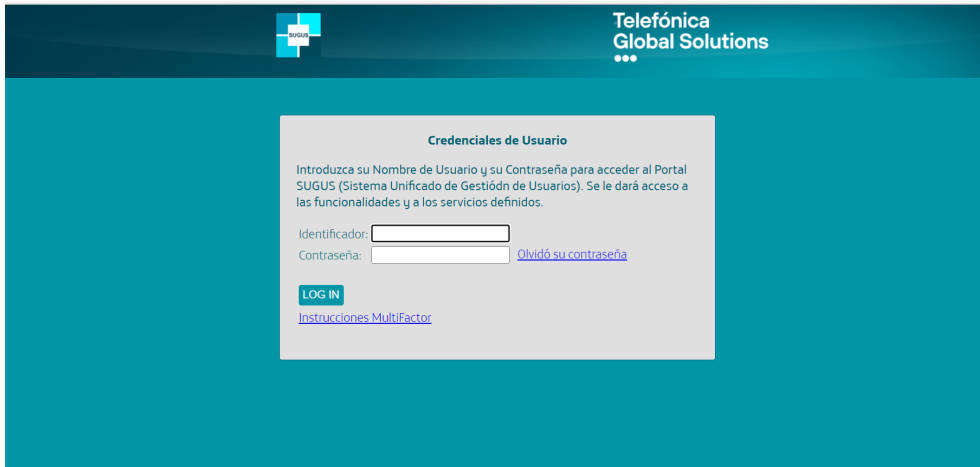 SUGUS
Telefónica
Global Solutions
Credenciales de Usuario
Introduzca su Nombre de Usuario y su Contraseña para acceder al Portal
SUGUS (Sistema Unificado de Gestiódn de Usuarios). Se le dará acceso a
las funcionalidades y a los servicios definidos.
Identificador:
Contraseña: Olvidó su contraseña
LOG IN
Instrucciones MultiFactor